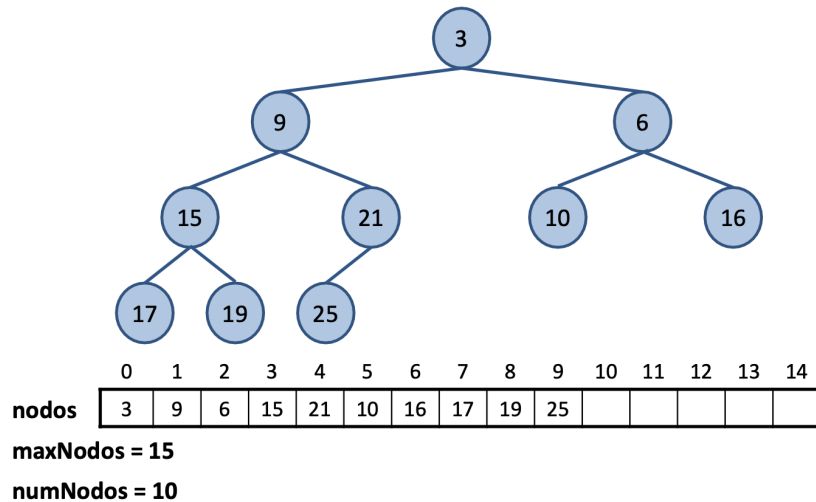 3
9 6
15 21 10 16
17 19 25
0 1 2 3 4 5 6 7 8 9 10 11 12 13 14
nodos 3 9 6 15 21 10 16 17 19 25
maxNodos = 15
numNodos = 10